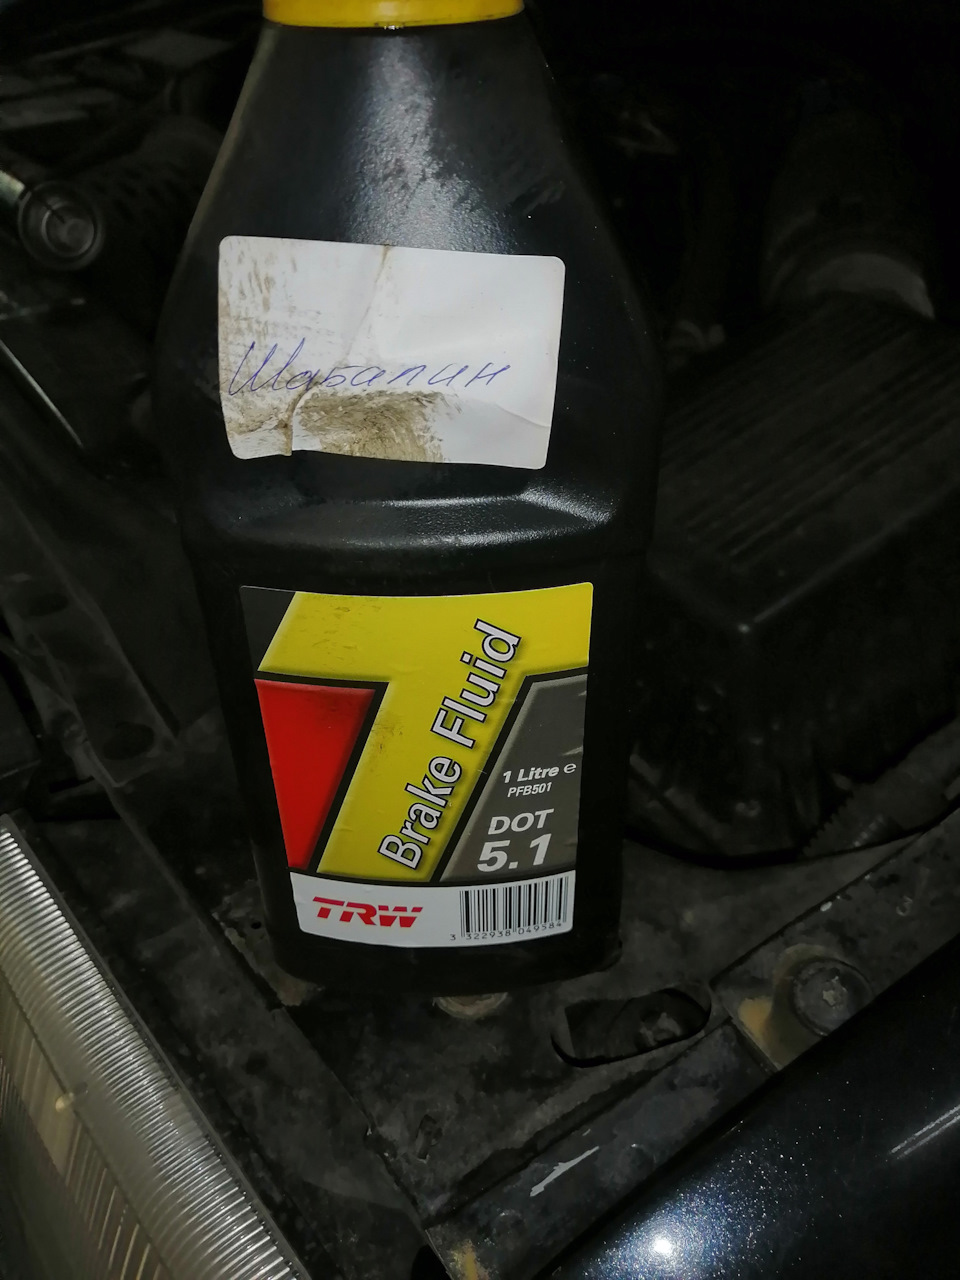 Шабалин
Brake Fluid
1 Litre e
PFB501
DOT
5.1
TRW
3 322938 049584